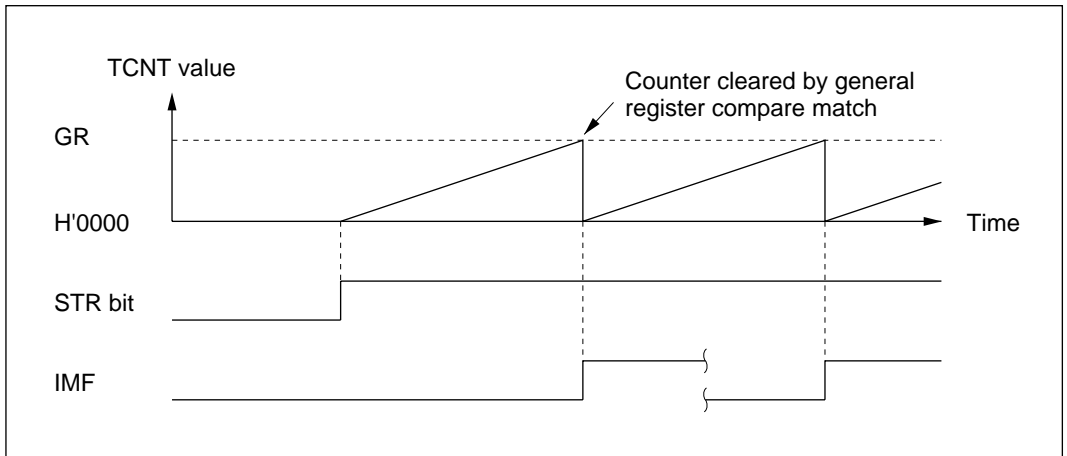 TCNT value
Counter cleared by general
register compare match
GR
H'0000
Time
STR bit
IMF